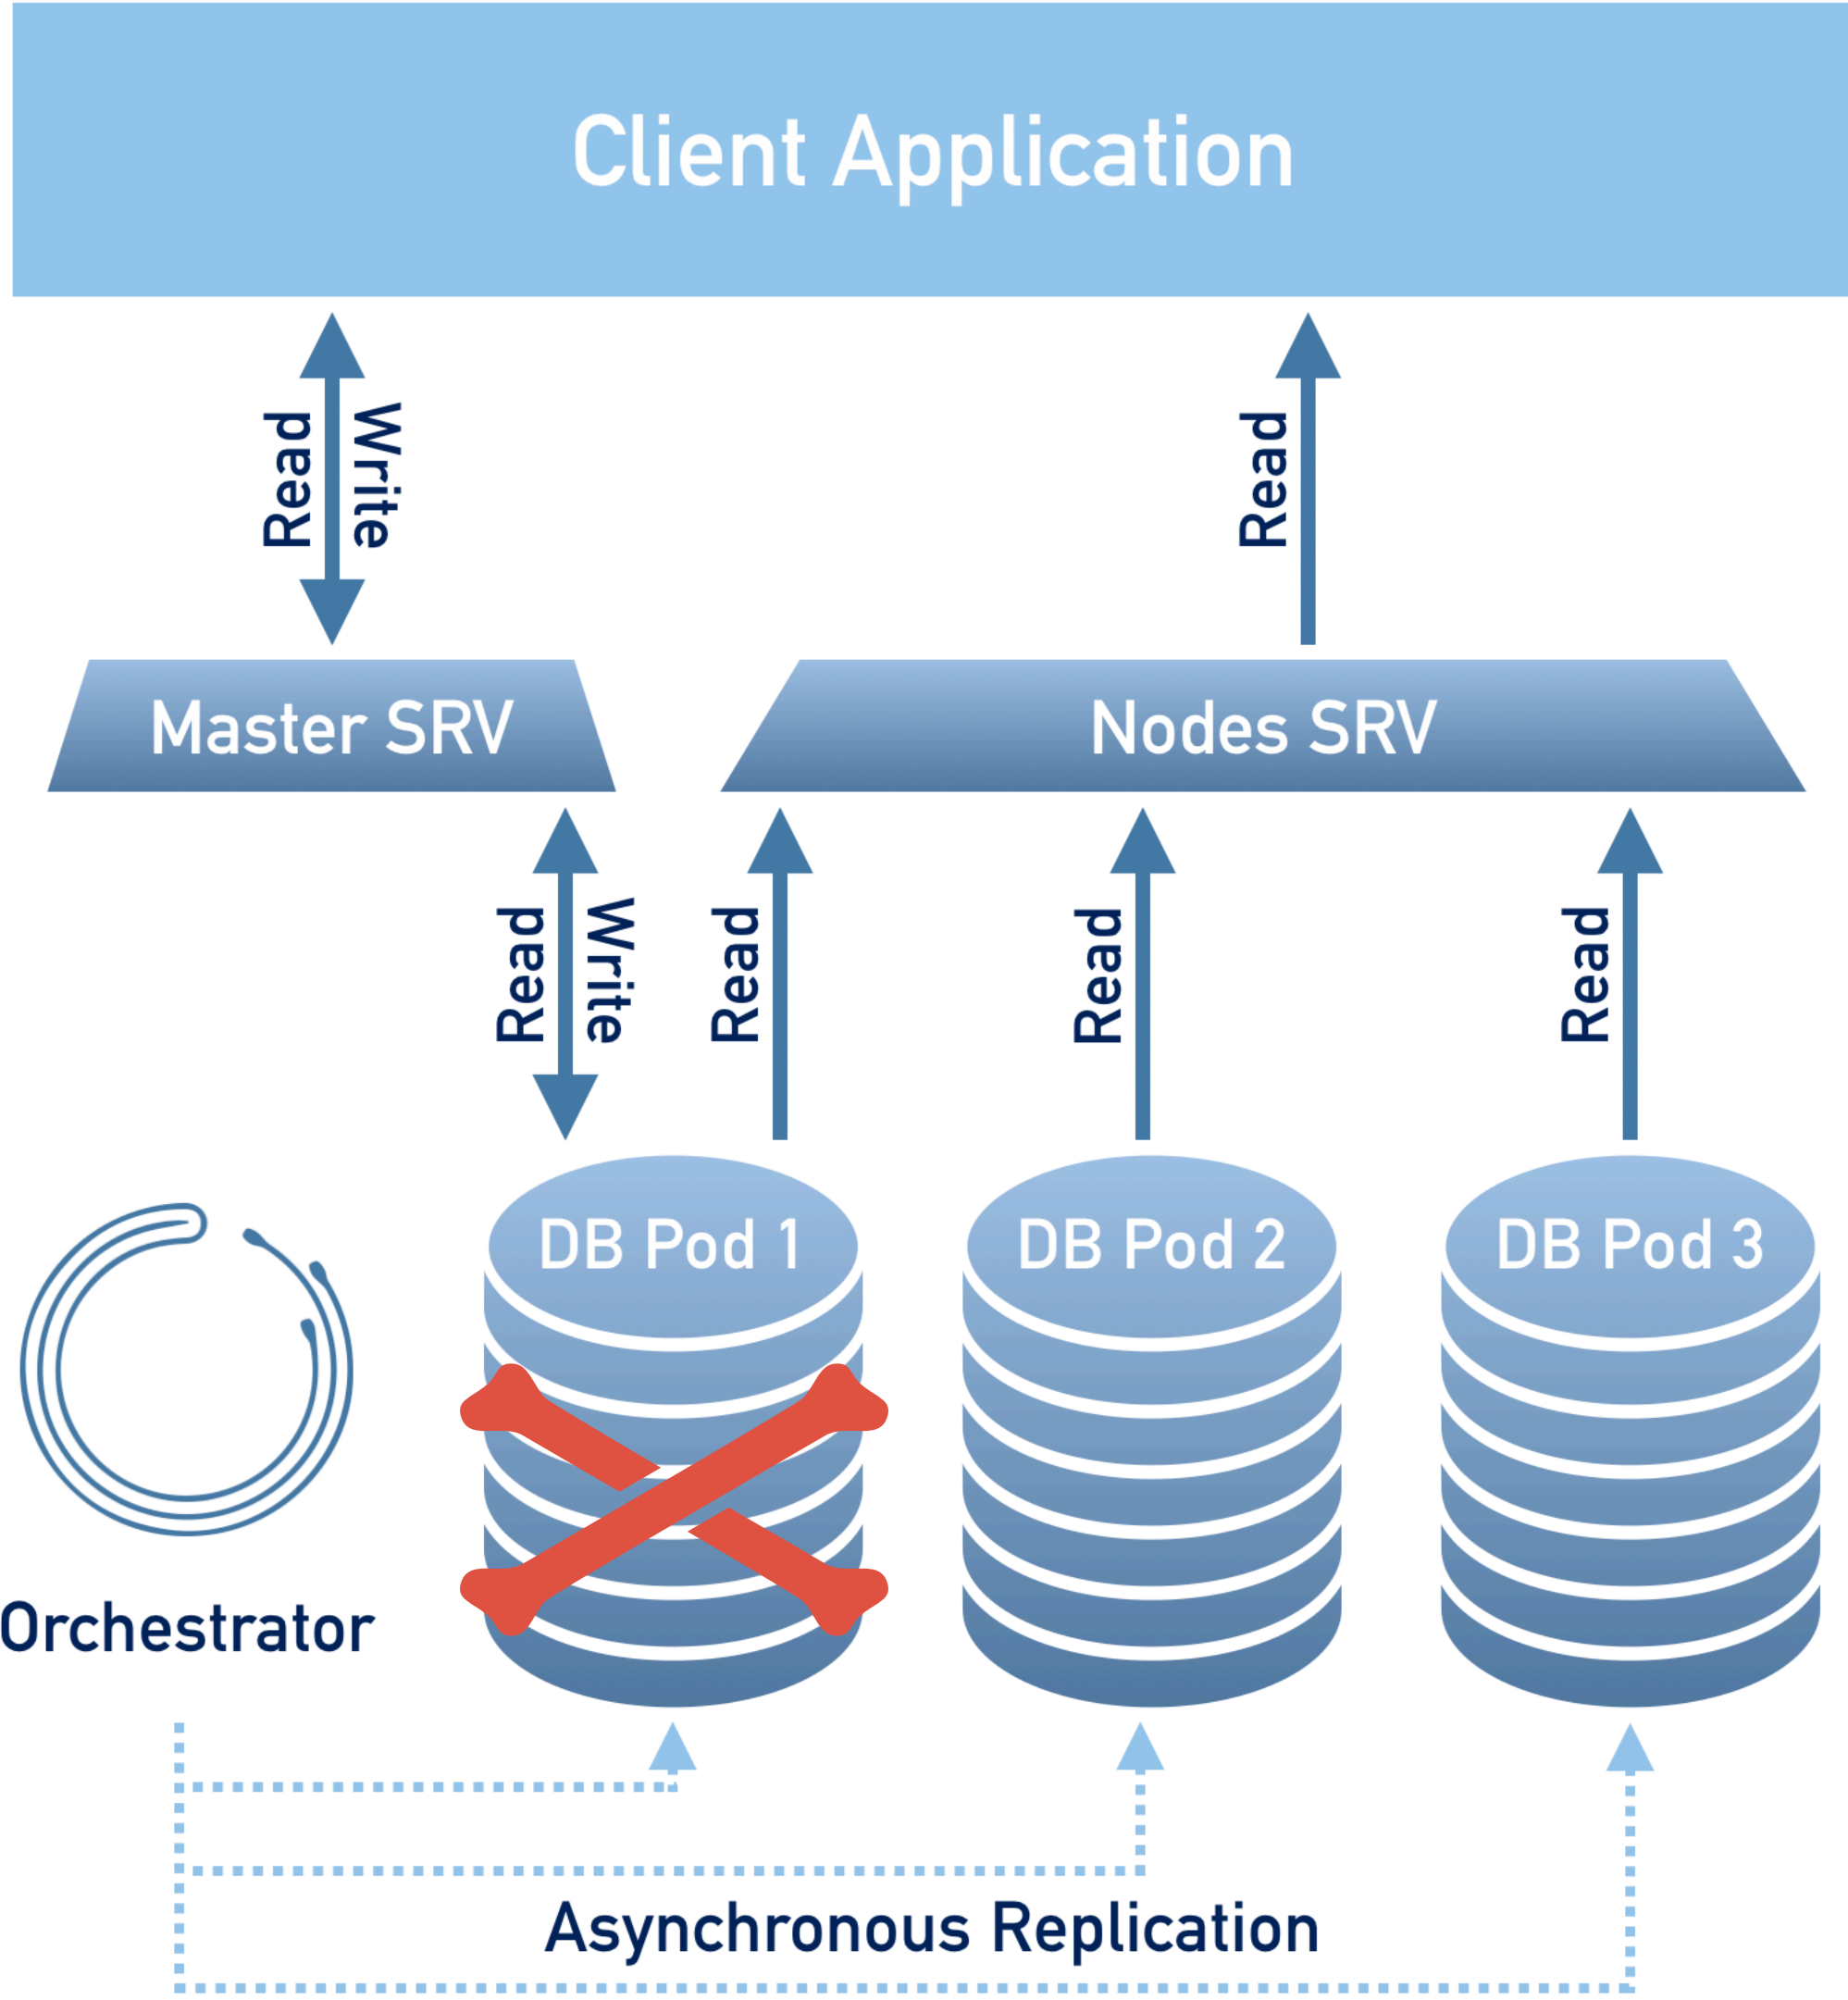 Client Application
Read
Write
Read
Master SRV
Nodes SRV
Read
Write
Read
Read
Read
DB Pod 1
DB Pod 2
DB Pod 3
Orchestrator
Asynchronous Replication